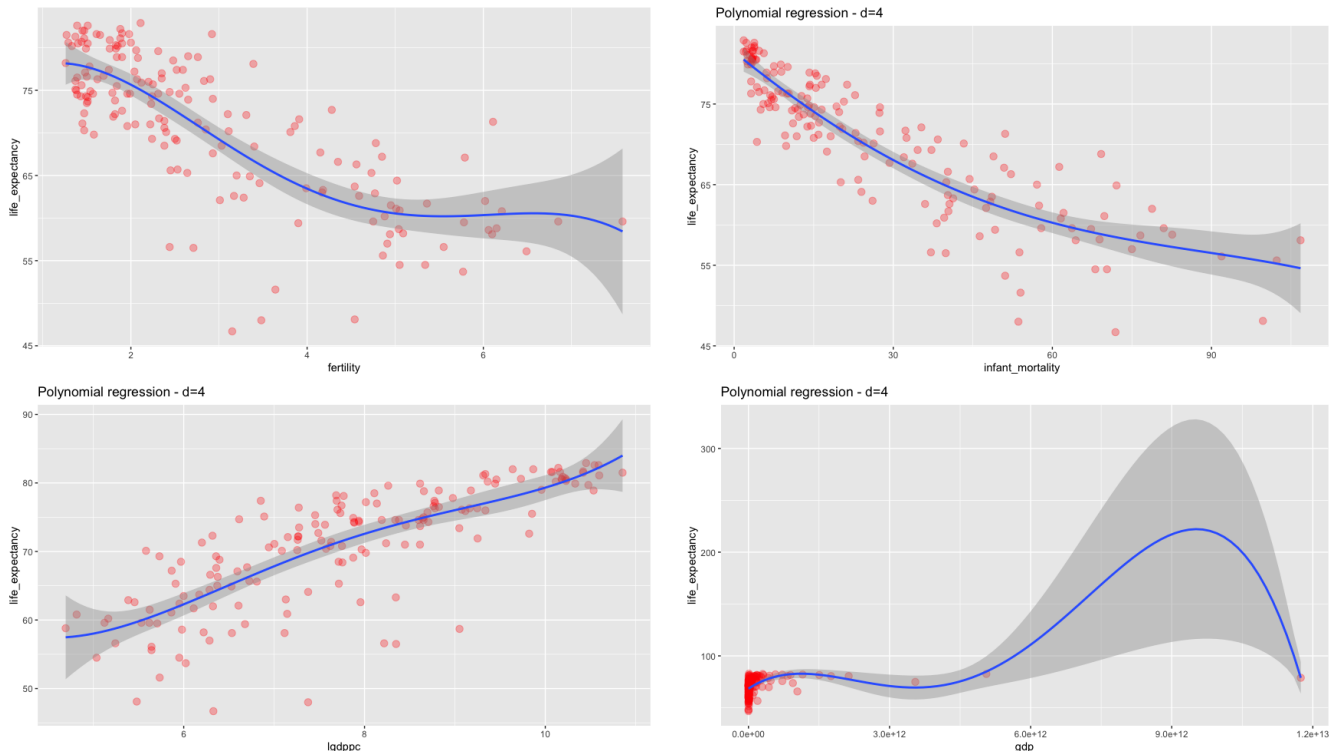 life_expectancy
75
65
55
45
2
4
6
fertility
Polynomial regression - d=4
life_expectancy
75
65
55
45
0
30
60
90
infant_mortality
Polynomial regression - d=4
life_expectancy
90
80
70
60
50
6
8
10
lgdppc
Polynomial regression - d=4
life_expectancy
300
200
100
0.0e+00
3.0e+12
6.0e+12
9.0e+12
1.2e+13
gdp